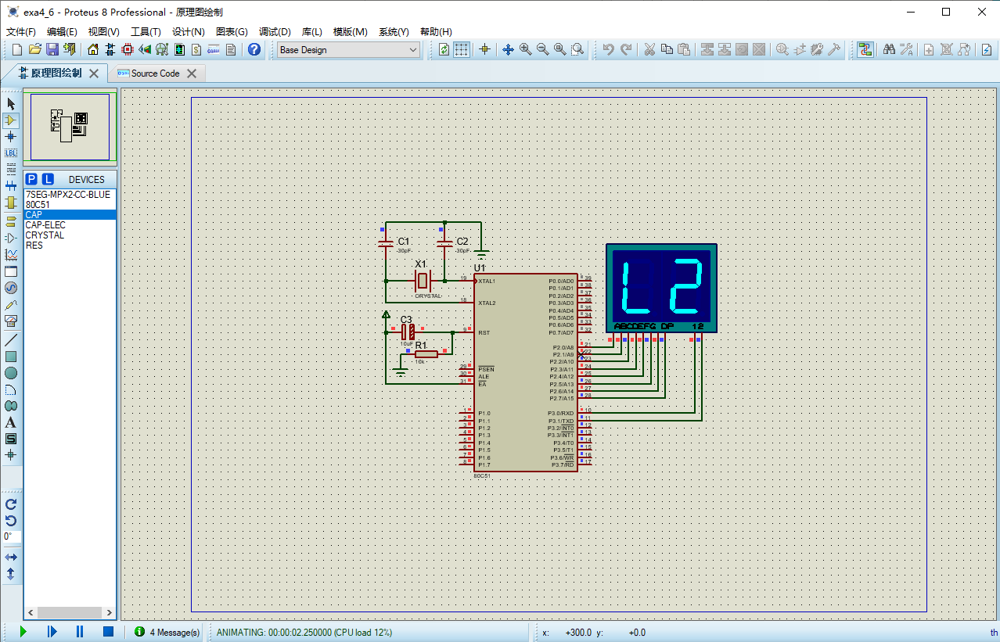 exa4_6 - Proteus 8 Professional - 原理图绘制
文件(F) 编辑(E) 视图(V) 工具(T) 设计(N) 图表(G) 调试(D) 库(L) 模版(M) 系统(Y) 帮助(H)
Base Design
原理图绘制 Source Code
P L DEVICES
7SEG-MPX2-CC-BLUE
80C51
CAP
CAP-ELEC
CRYSTAL
RES
LBL
A
S
0°
C1
30pF
C2
30pF
X1
CRYSTAL
C3
10uF
R1
10k
U1
19 XTAL1
18 XTAL2
9 RST
29 PSEN
30 ALE
31 EA
1 P1.0
2 P1.1
3 P1.2
4 P1.3
5 P1.4
6 P1.5
7 P1.6
8 P1.7
P0.0/AD0 39
P0.1/AD1 38
P0.2/AD2 37
P0.3/AD3 36
P0.4/AD4 35
P0.5/AD5 34
P0.6/AD6 33
P0.7/AD7 32
P2.0/A8 21
P2.1/A9 22
P2.2/A10 23
P2.3/A11 24
P2.4/A12 25
P2.5/A13 26
P2.6/A14 27
P2.7/A15 28
P3.0/RXD 10
P3.1/TXD 11
P3.2/INT0 12
P3.3/INT1 13
P3.4/T0 14
P3.5/T1 15
P3.6/WR 16
P3.7/RD 17
80C51
L2
ABCDEFG DP 12
4 Message(s) ANIMATING: 00:00:02.250000 (CPU load 12%) x: +300.0 y: +0.0 th